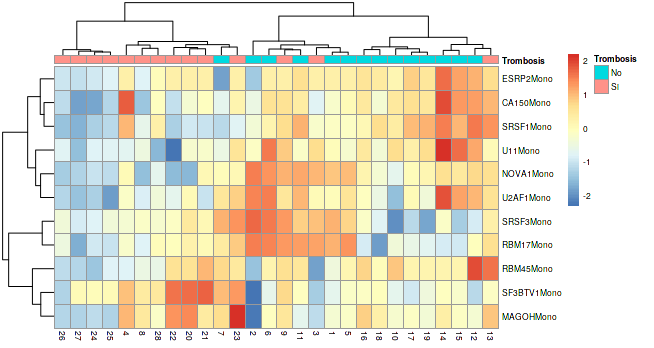 Trombosis
Trombosis
No
SI
ESRP2Mono
CA150Mono
SRSF1Mono
U11Mono
NOVA1Mono
U2AF1Mono
SRSF3Mono
RBM17Mono
RBM45Mono
SF3BTV1Mono
MAGOHMono
2
1
0
-1
-2
26 27 24 25 4 8 28 22 20 21 7 23 2 6 9 11 3 1 5 16 18 10 17 19 14 15 12 13